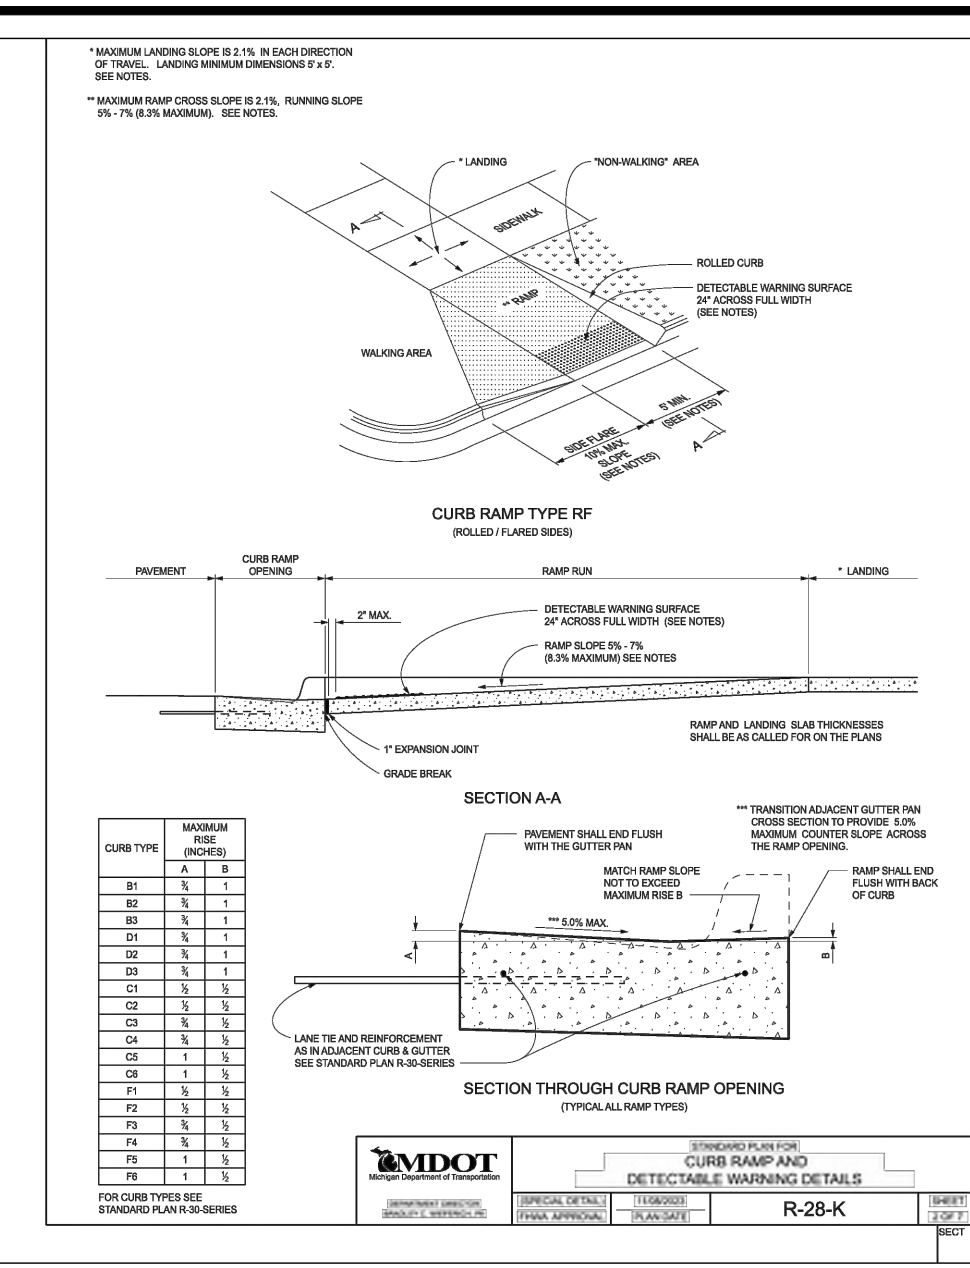 * MAXIMUM LANDING SLOPE IS 2.1% IN EACH DIRECTION
OF TRAVEL. LANDING MINIMUM DIMENSIONS 5' x 5'.
SEE NOTES.
** MAXIMUM RAMP CROSS SLOPE IS 2.1%, RUNNING SLOPE
5% - 7% (8.3% MAXIMUM). SEE NOTES.
* LANDING
"NON-WALKING" AREA
A
SIDEWALK
ROLLED CURB
DETECTABLE WARNING SURFACE
24" ACROSS FULL WIDTH
(SEE NOTES)
** RAMP
WALKING AREA
5' MIN.
(SEE NOTES)
A
SIDE FLARE
10% MAX.
SLOPE
(SEE NOTES)
CURB RAMP TYPE RF
(ROLLED / FLARED SIDES)
PAVEMENT
CURB RAMP
OPENING
RAMP RUN
* LANDING
2" MAX.
DETECTABLE WARNING SURFACE
24" ACROSS FULL WIDTH (SEE NOTES)
RAMP SLOPE 5% - 7%
(8.3% MAXIMUM) SEE NOTES
RAMP AND LANDING SLAB THICKNESSES
SHALL BE AS CALLED FOR ON THE PLANS
1" EXPANSION JOINT
GRADE BREAK
SECTION A-A
CURB TYPE MAXIMUM
RISE
(INCHES)
A B
B1 ¾ 1
B2 ¾ 1
B3 ¾ 1
D1 ¾ 1
D2 ¾ 1
D3 ¾ 1
C1 ½ ½
C2 ½ ½
C3 ¾ ½
C4 ¾ ½
C5 1 ½
C6 1 ½
F1 ½ ½
F2 ½ ½
F3 ¾ ½
F4 ¾ ½
F5 1 ½
F6 1 ½
FOR CURB TYPES SEE
STANDARD PLAN R-30-SERIES
PAVEMENT SHALL END FLUSH
WITH THE GUTTER PAN
*** TRANSITION ADJACENT GUTTER PAN
CROSS SECTION TO PROVIDE 5.0%
MAXIMUM COUNTER SLOPE ACROSS
THE RAMP OPENING.
MATCH RAMP SLOPE
NOT TO EXCEED
MAXIMUM RISE B
RAMP SHALL END
FLUSH WITH BACK
OF CURB
*** 5.0% MAX.
A
B
LANE TIE AND REINFORCEMENT
AS IN ADJACENT CURB & GUTTER
SEE STANDARD PLAN R-30-SERIES
SECTION THROUGH CURB RAMP OPENING
(TYPICAL ALL RAMP TYPES)
MDOT
Michigan Department of Transportation
DEPARTMENT DIRECTOR
STANDARD PLAN FOR
CURB RAMP AND
DETECTABLE WARNING DETAILS
(SPECIAL DETAIL)
FHWA APPROVAL
11/08/2023
PLAN DATE
R-28-K
SHEET
2 OF 7
SECT